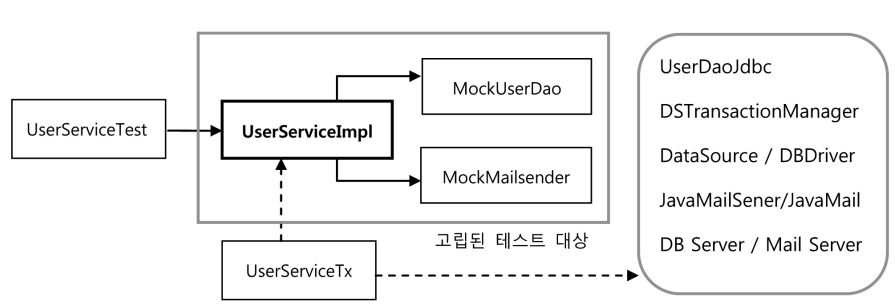 UserServiceTest
UserServiceImpl
MockUserDao
MockMailsender
고립된 테스트 대상
UserServiceTx
UserDaoJdbc
DSTransactionManager
DataSource / DBDriver
JavaMailSener/JavaMail
DB Server / Mail Server